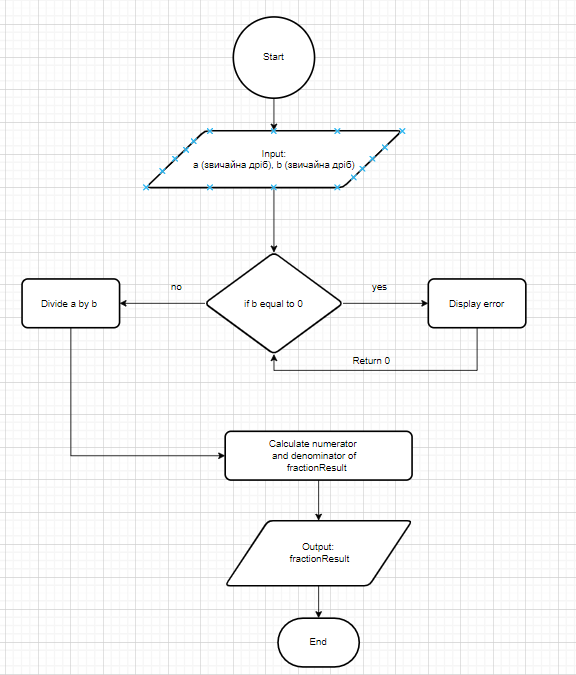 Start
Input:
a (звичайна дріб), b (звичайна дріб)
no
yes
Divide a by b
if b equal to 0
Display error
Return 0
Calculate numerator
and denominator of
fractionResult
Output:
fractionResult
End